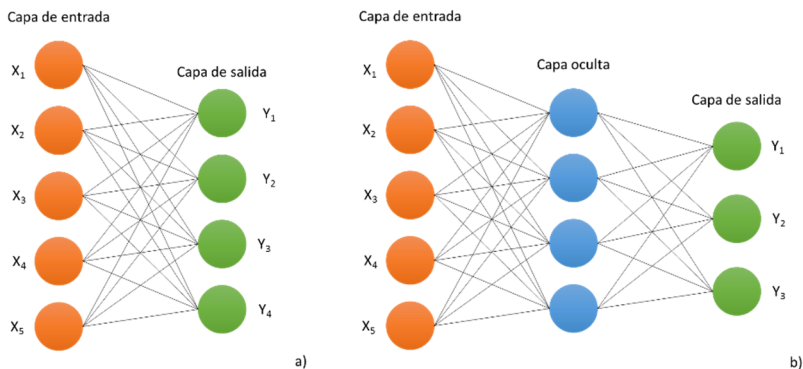 Capa de entrada
X1
X2
X3
X4
X5
Capa de salida
Y1
Y2
Y3
Y4
a)
Capa de entrada
X1
X2
X3
X4
X5
Capa oculta
Capa de salida
Y1
Y2
Y3
b)